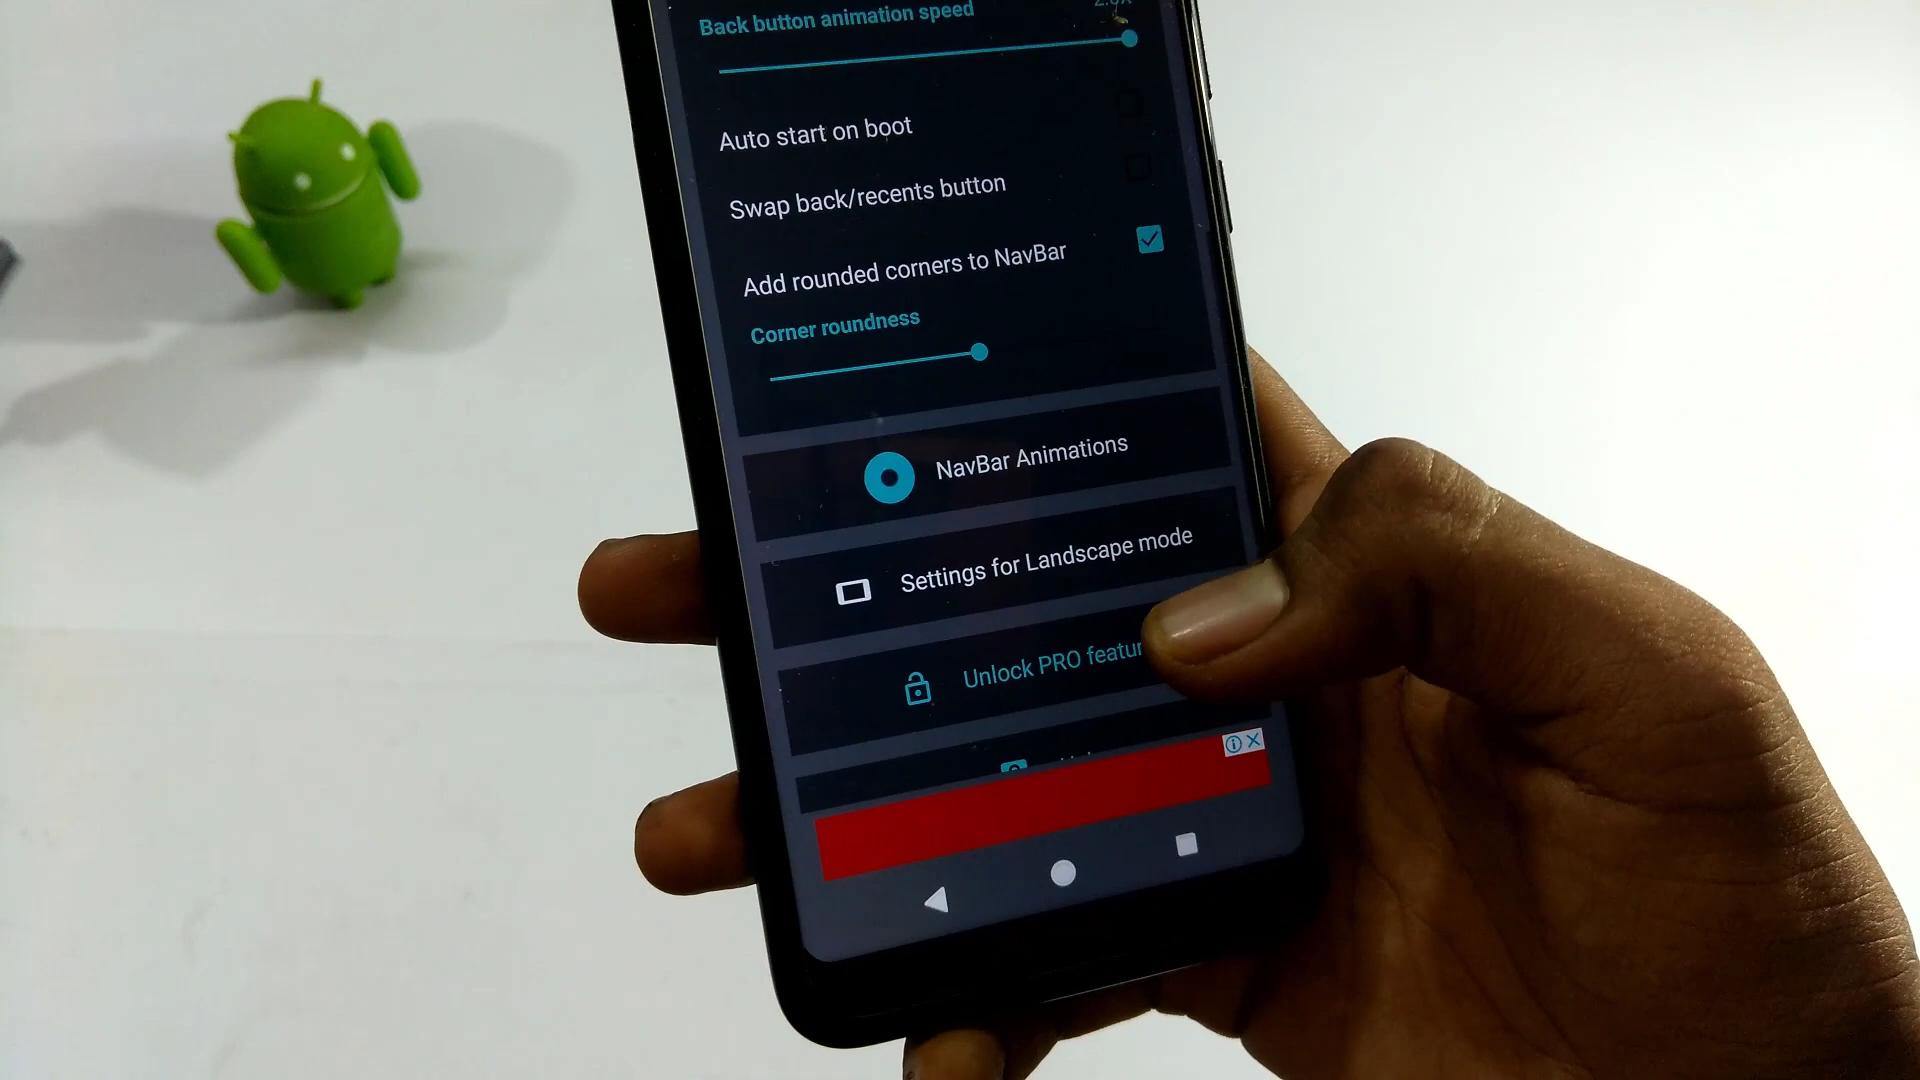 Back button animation speed
Auto start on boot
Swap back/recents button
Add rounded corners to NavBar
Corner roundness
NavBar Animations
Settings for Landscape mode
Unlock PRO featur